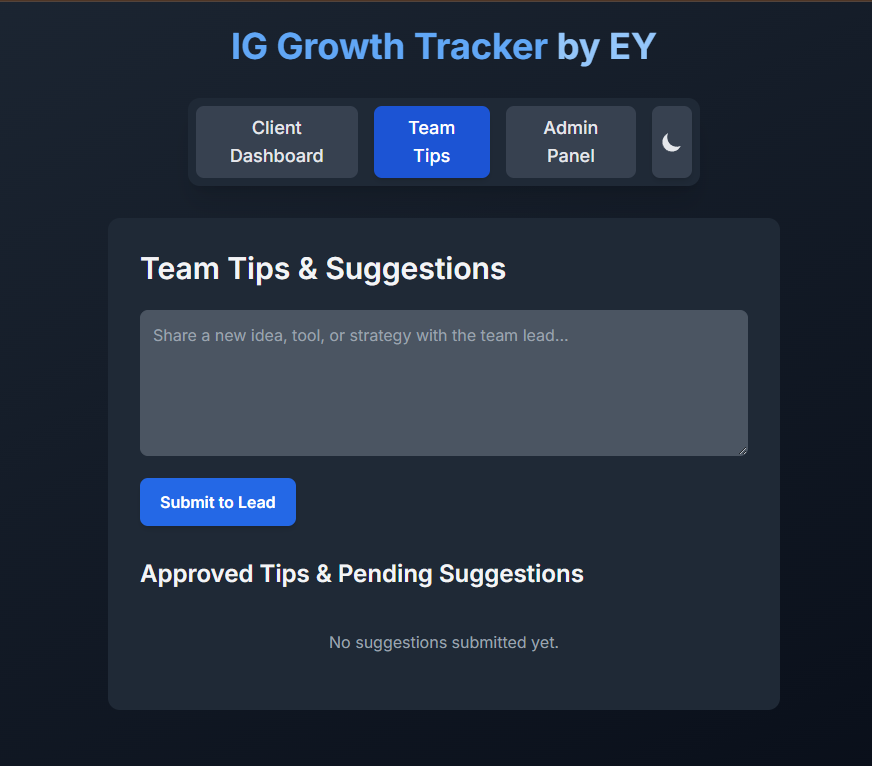 IG Growth Tracker by EY
Client
Dashboard
Team
Tips
Admin
Panel
Team Tips & Suggestions
Share a new idea, tool, or strategy with the team lead...
Submit to Lead
Approved Tips & Pending Suggestions
No suggestions submitted yet.